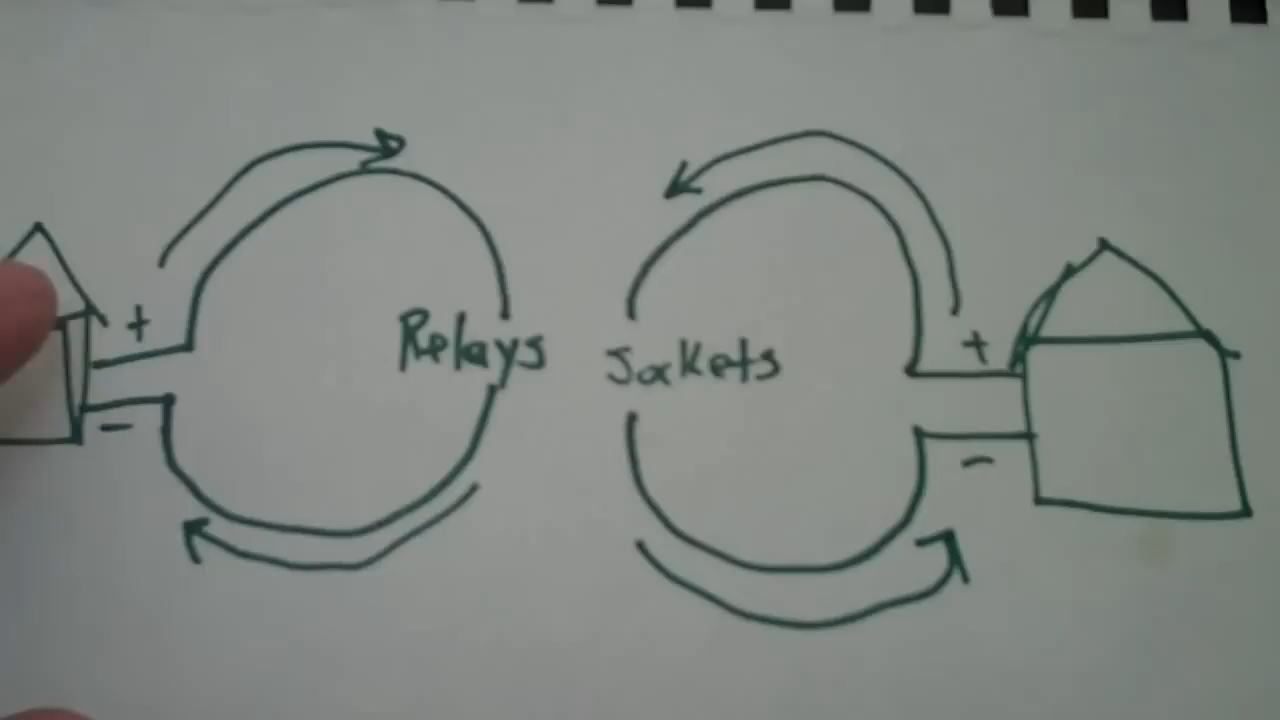 +
Relays
-
Sockets
+
-